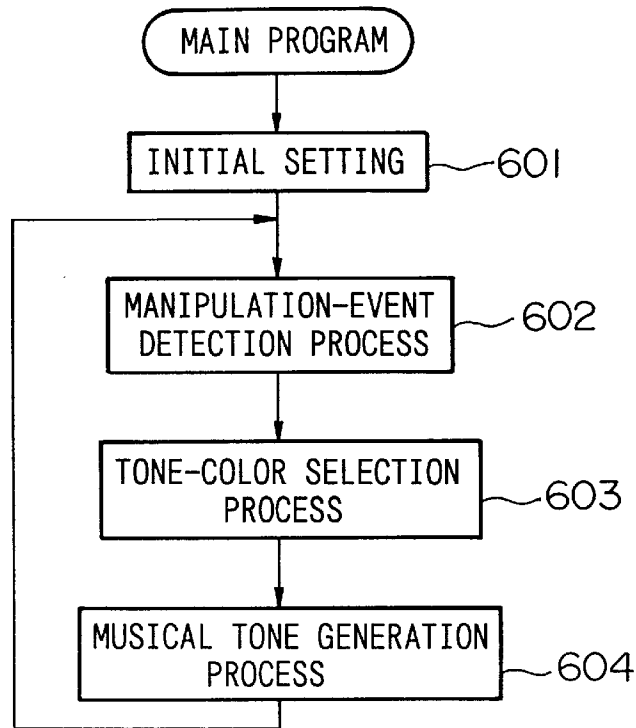 MAIN PROGRAM
INITIAL SETTING
601
MANIPULATION-EVENT
DETECTION PROCESS
602
TONE-COLOR SELECTION
PROCESS
603
MUSICAL TONE GENERATION
PROCESS
604